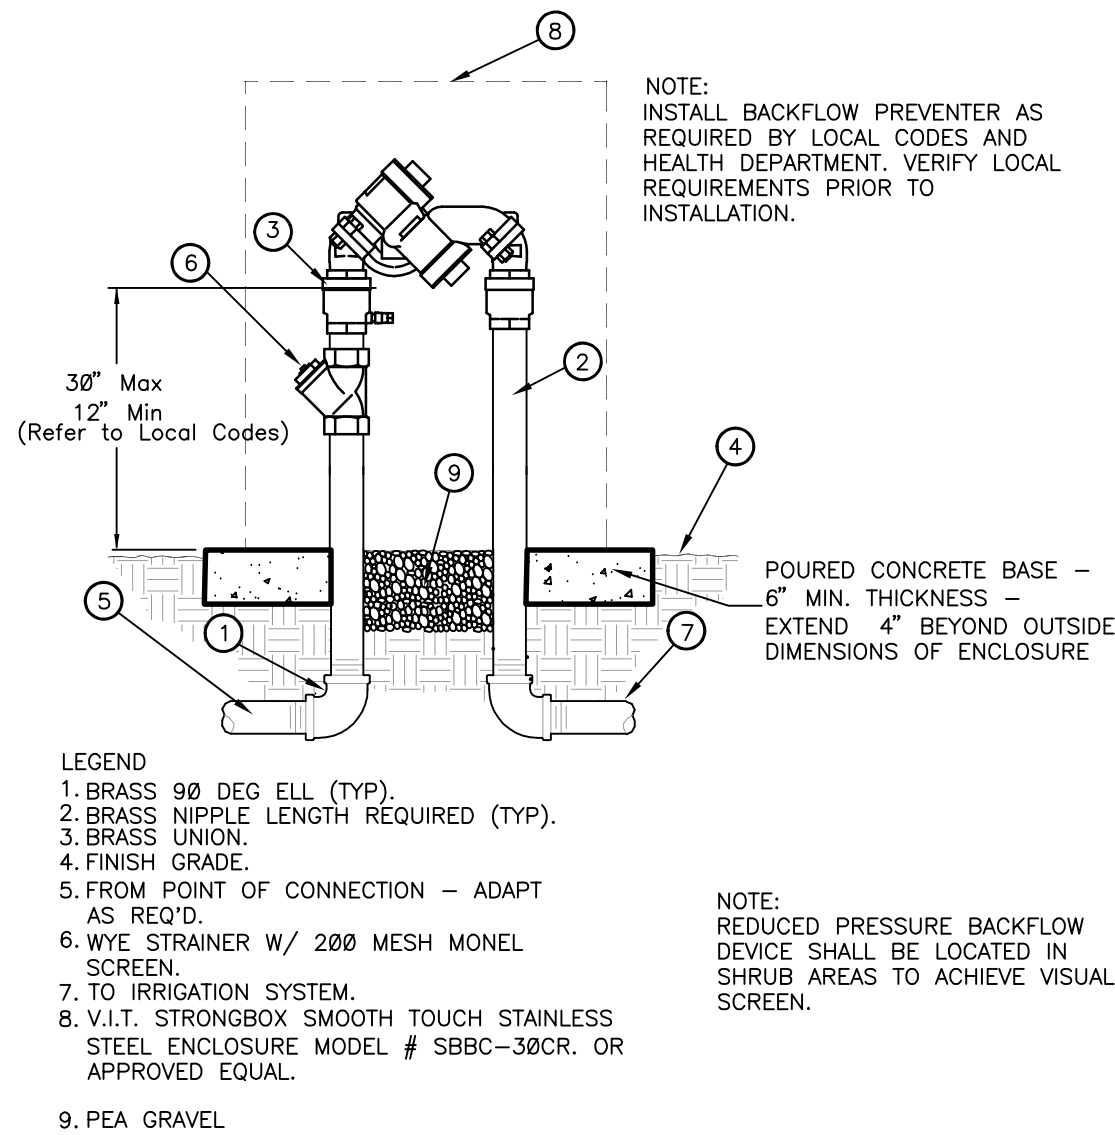 8
NOTE:
INSTALL BACKFLOW PREVENTER AS
REQUIRED BY LOCAL CODES AND
HEALTH DEPARTMENT. VERIFY LOCAL
REQUIREMENTS PRIOR TO
INSTALLATION.
3
6
2
30" Max
12" Min
(Refer to Local Codes)
4
9
POURED CONCRETE BASE –
6" MIN. THICKNESS –
EXTEND 4" BEYOND OUTSIDE
DIMENSIONS OF ENCLOSURE
5
1
7
LEGEND
1. BRASS 90 DEG ELL (TYP).
2. BRASS NIPPLE LENGTH REQUIRED (TYP).
3. BRASS UNION.
4. FINISH GRADE.
5. FROM POINT OF CONNECTION – ADAPT
AS REQ'D.
6. WYE STRAINER W/ 200 MESH MONEL
SCREEN.
7. TO IRRIGATION SYSTEM.
8. V.I.T. STRONGBOX SMOOTH TOUCH STAINLESS
STEEL ENCLOSURE MODEL # SBBC–30CR. OR
APPROVED EQUAL.
9. PEA GRAVEL
NOTE:
REDUCED PRESSURE BACKFLOW
DEVICE SHALL BE LOCATED IN
SHRUB AREAS TO ACHIEVE VISUAL
SCREEN.